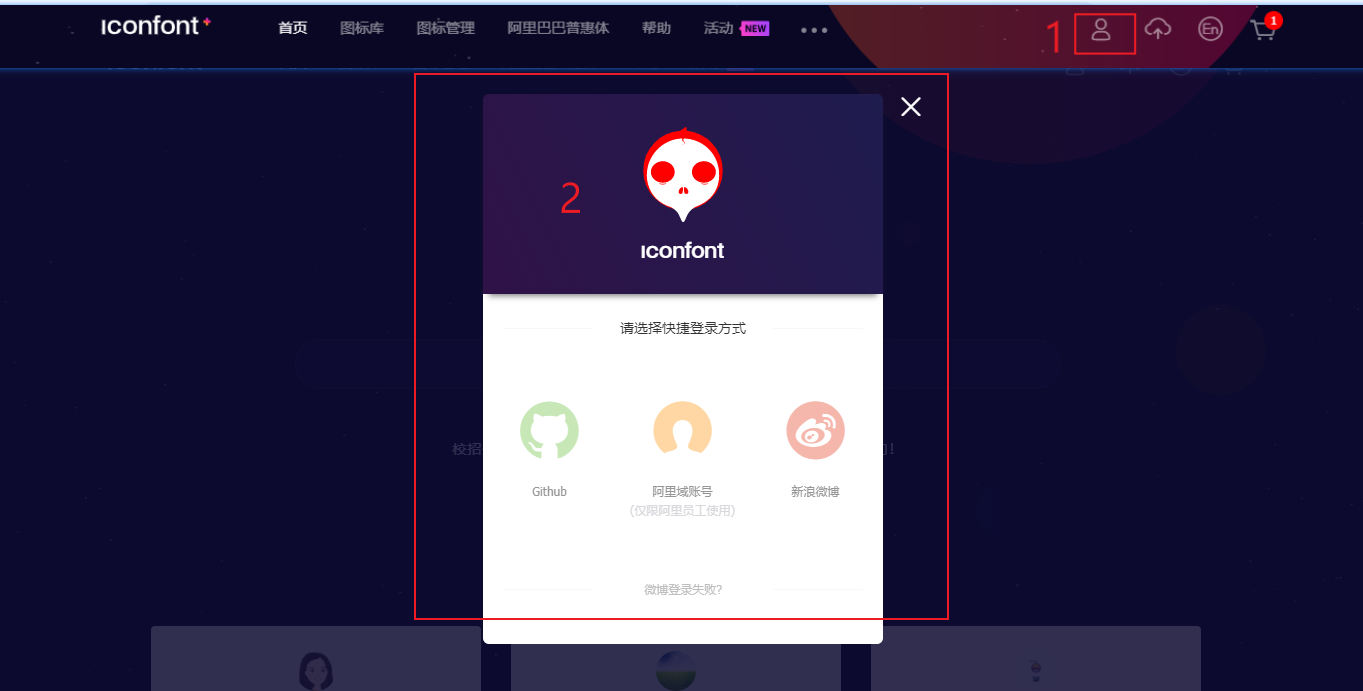 ıconfont+
首页
图标库
图标管理
阿里巴巴普惠体
帮助
活动
NEW
1
En
1
2
ıconfont
请选择快捷登录方式
校招
!
Github
阿里域账号
(仅限阿里员工使用)
新浪微博
微博登录失败?